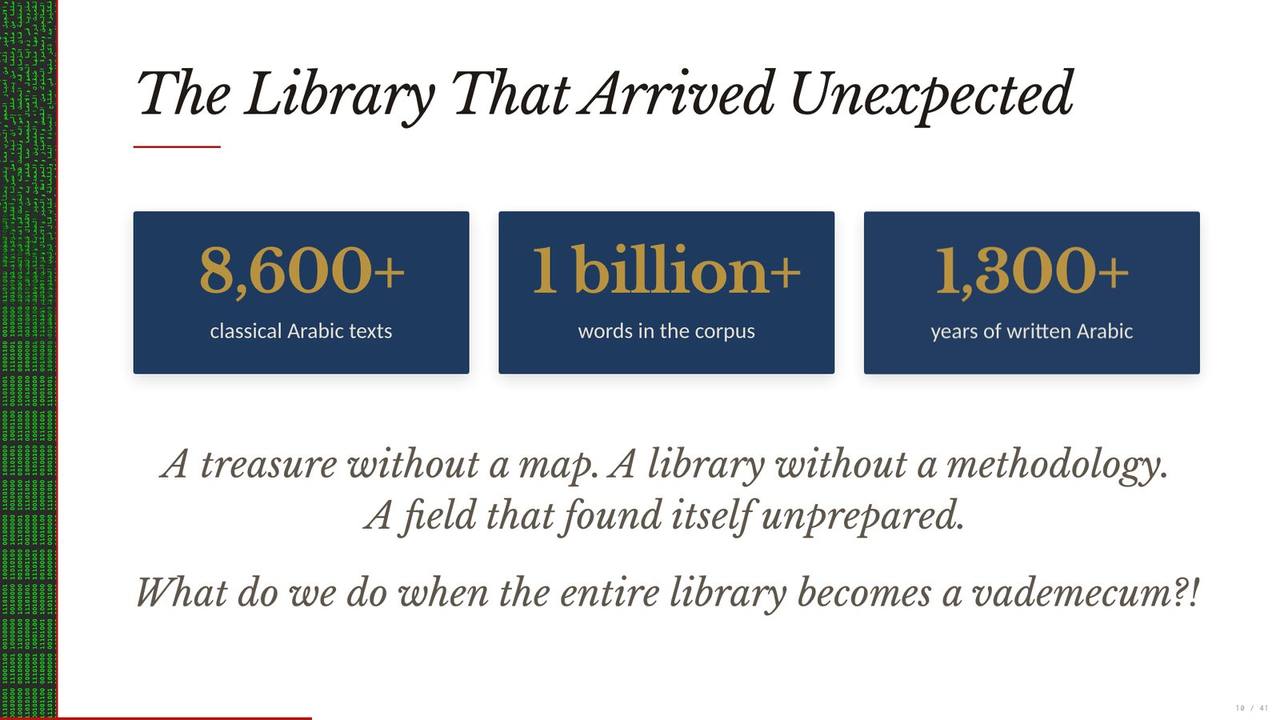 The Library That Arrived Unexpected
8,600+
classical Arabic texts
1 billion+
words in the corpus
1,300+
years of written Arabic
A treasure without a map. A library without a methodology.
A field that found itself unprepared.
What do we do when the entire library becomes a vademecum?!
10 / 41